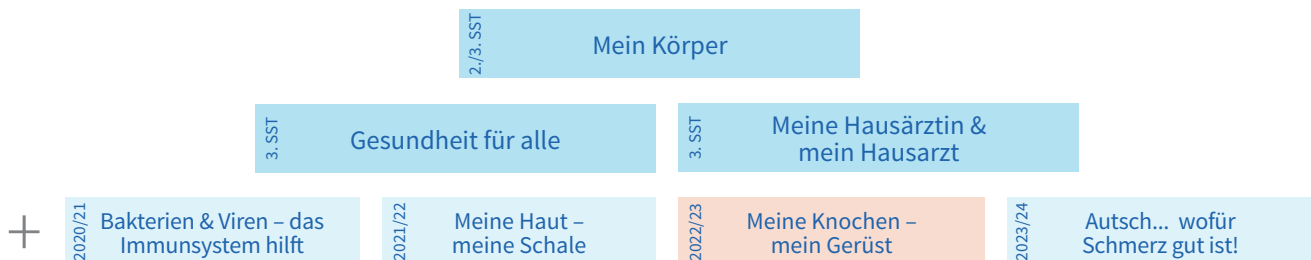 2./3. SST
Mein Körper
3. SST
Gesundheit für alle
3. SST
Meine Hausärztin &
mein Hausarzt
+
2020/21
Bakterien & Viren – das
Immunsystem hilft
2021/22
Meine Haut –
meine Schale
2022/23
Meine Knochen –
mein Gerüst
2023/24
Autsch... wofür
Schmerz gut ist!